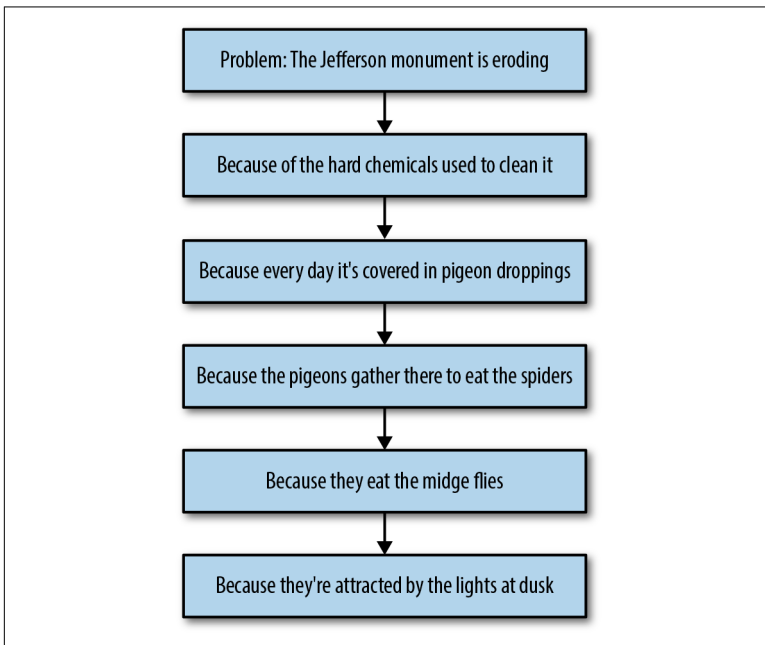 Problem: The Jefferson monument is eroding
Because of the hard chemicals used to clean it
Because every day it's covered in pigeon droppings
Because the pigeons gather there to eat the spiders
Because they eat the midge flies
Because they're attracted by the lights at dusk